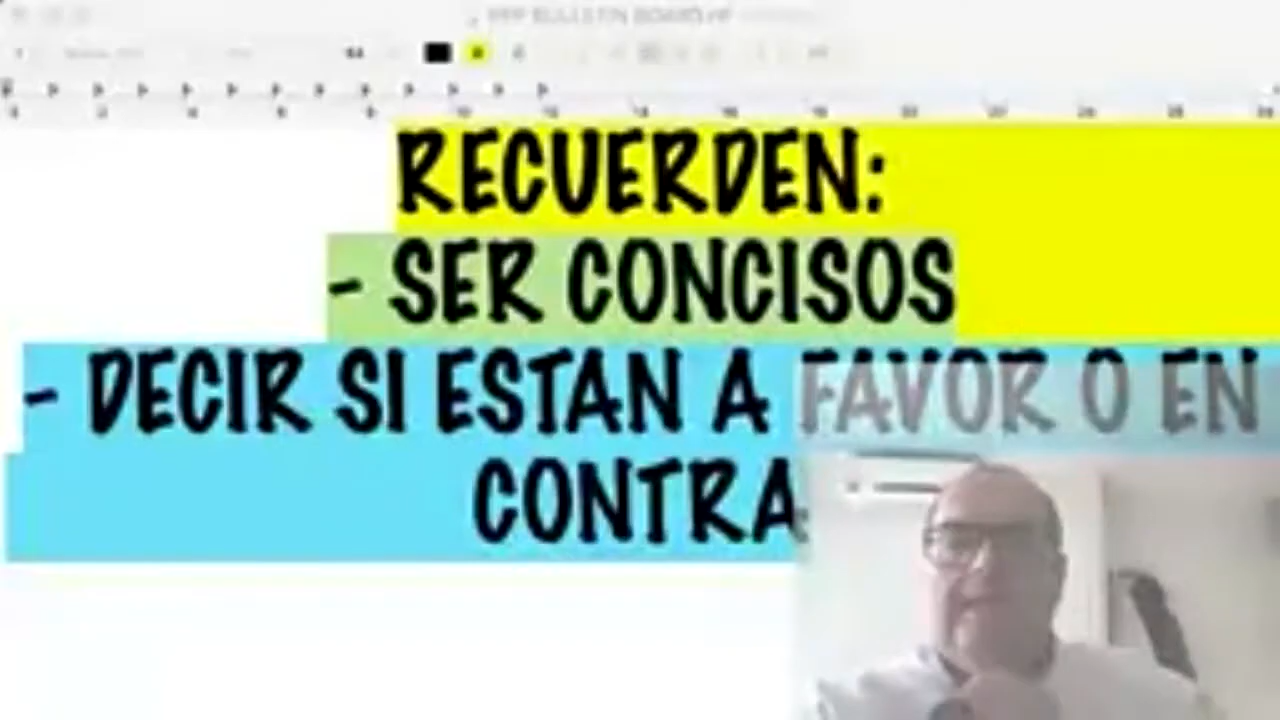 RECUERDEN:
- SER CONCISOS
- DECIR SI ESTAN A FAVOR O EN
CONTRA